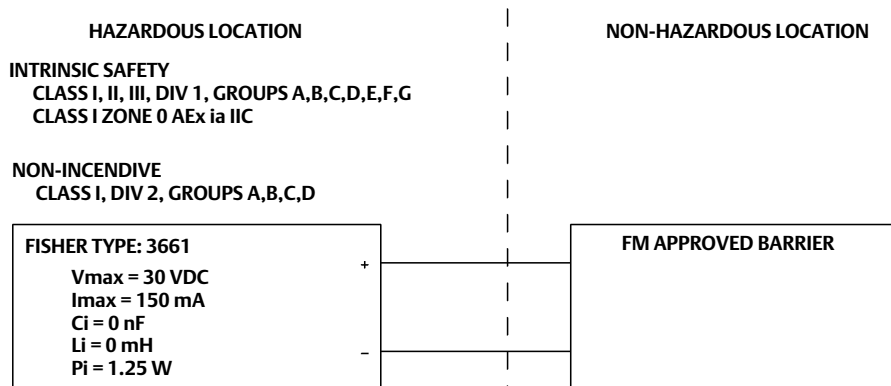 HAZARDOUS LOCATION
NON-HAZARDOUS LOCATION
INTRINSIC SAFETY
CLASS I, II, III, DIV 1, GROUPS A,B,C,D,E,F,G
CLASS I ZONE 0 AEx ia IIC
NON-INCENDIVE
CLASS I, DIV 2, GROUPS A,B,C,D
FISHER TYPE: 3661
Vmax = 30 VDC
Imax = 150 mA
Ci = 0 nF
Li = 0 mH
Pi = 1.25 W
+
−
FM APPROVED BARRIER